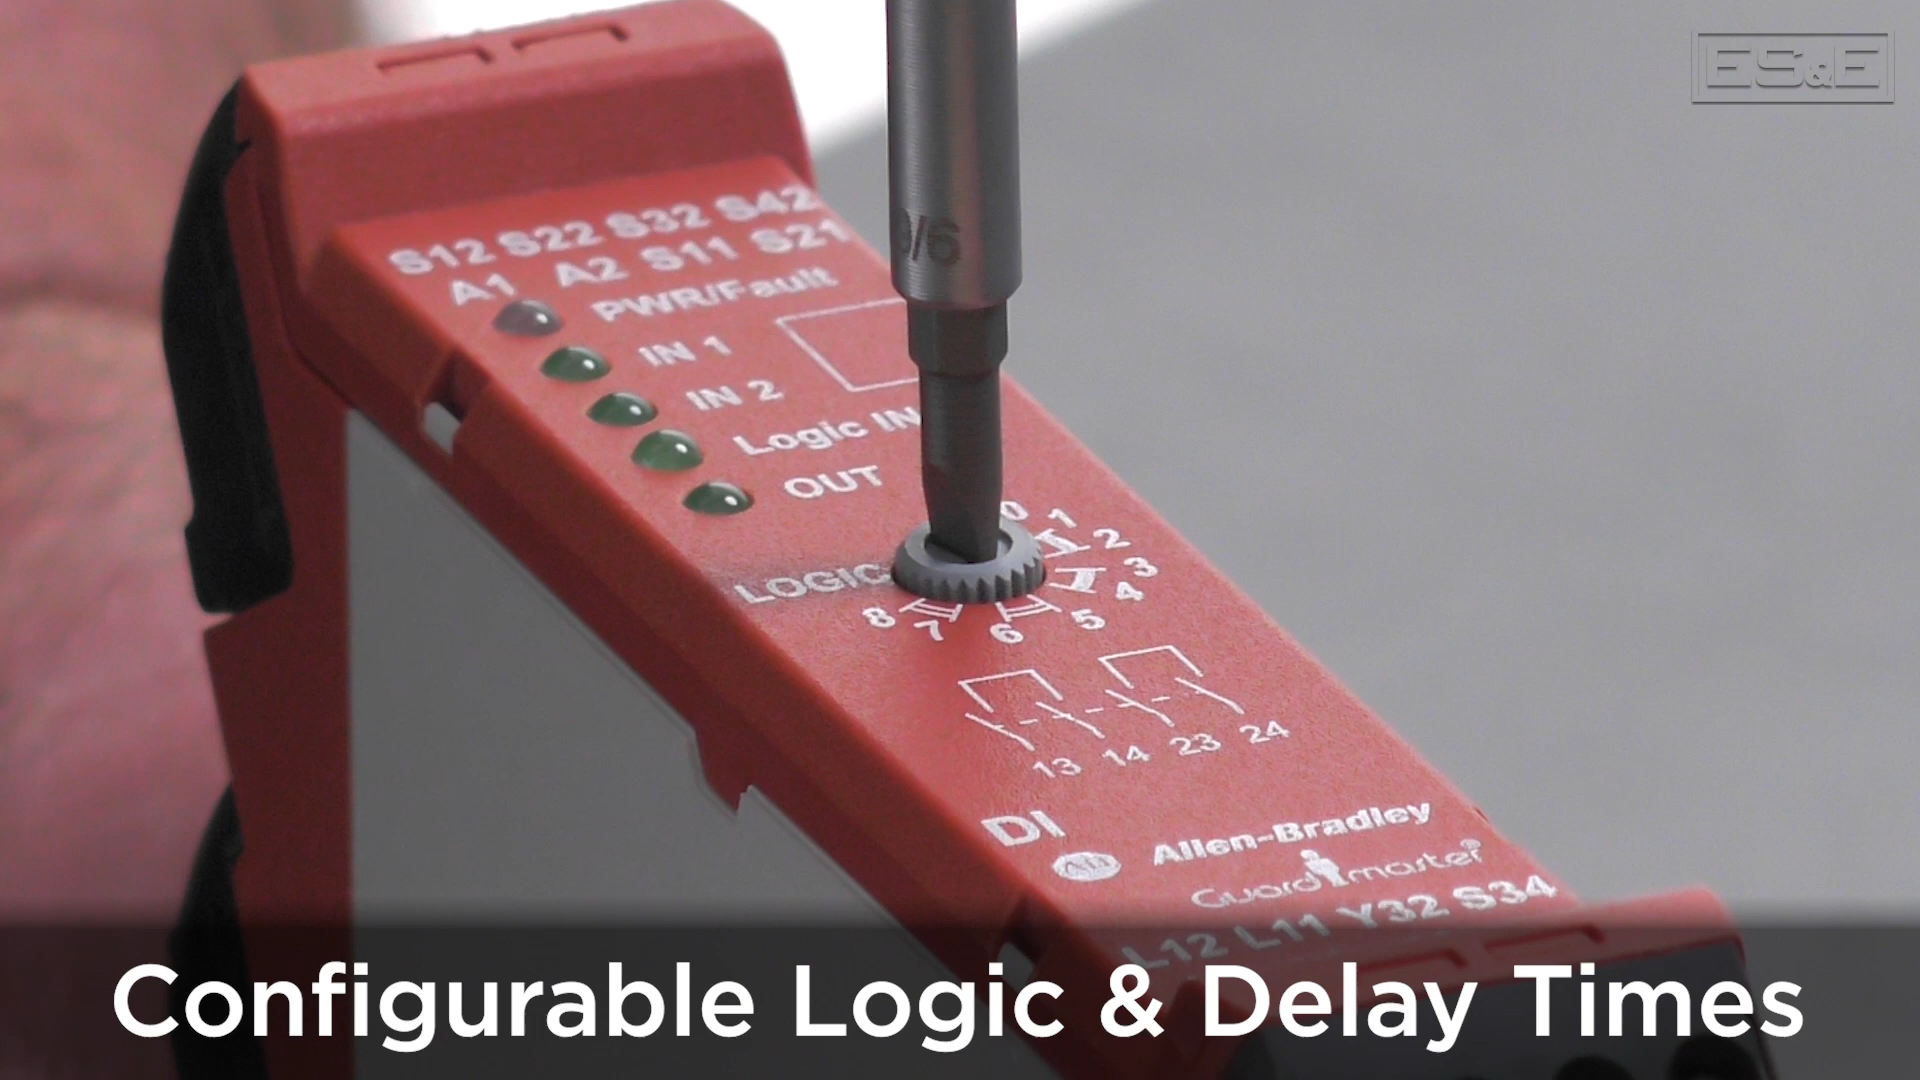 ES&E
S12 S22 S32 S42
A1 A2 S11 S21
PWR/Fault
IN 1
IN 2
Logic IN
OUT
/6
LOGIC
0 1 2 3 4 5 6 7 8
13 14 23 24
DI
AB Allen-Bradley
Guardmaster®
L12 L11 Y32 S34
Configurable Logic & Delay Times